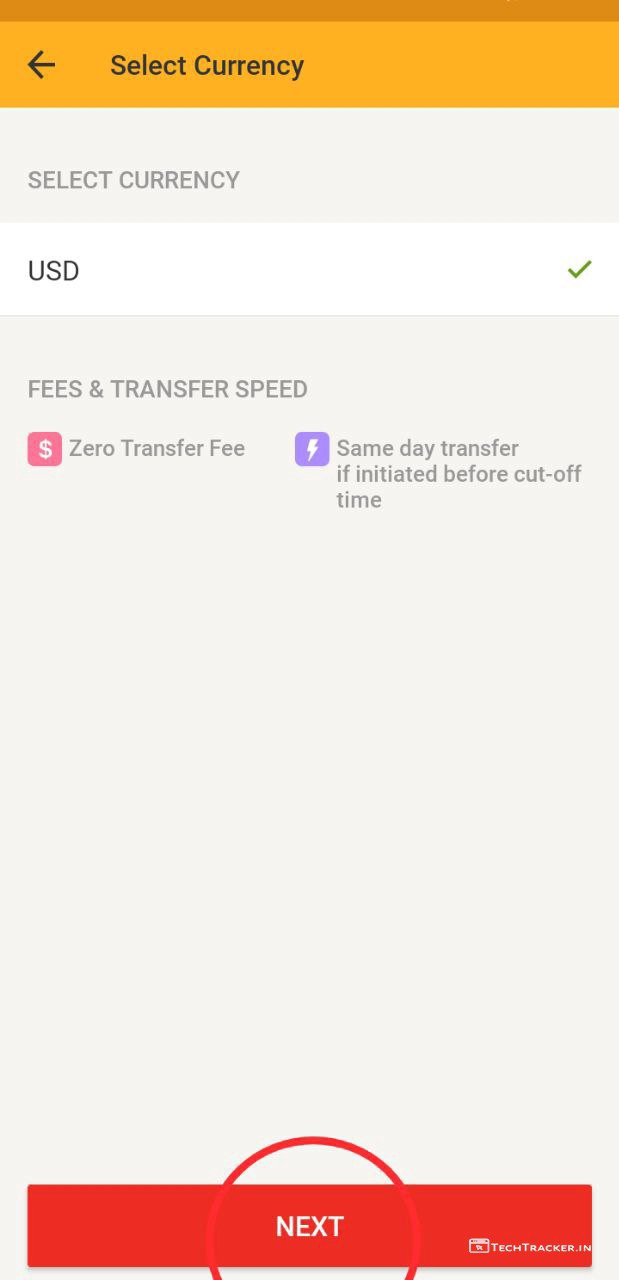 Select Currency
SELECT CURRENCY
USD
FEES & TRANSFER SPEED
$ Zero Transfer Fee
Same day transfer
if initiated before cut-off
time
NEXT
TECHTRACKER.IN